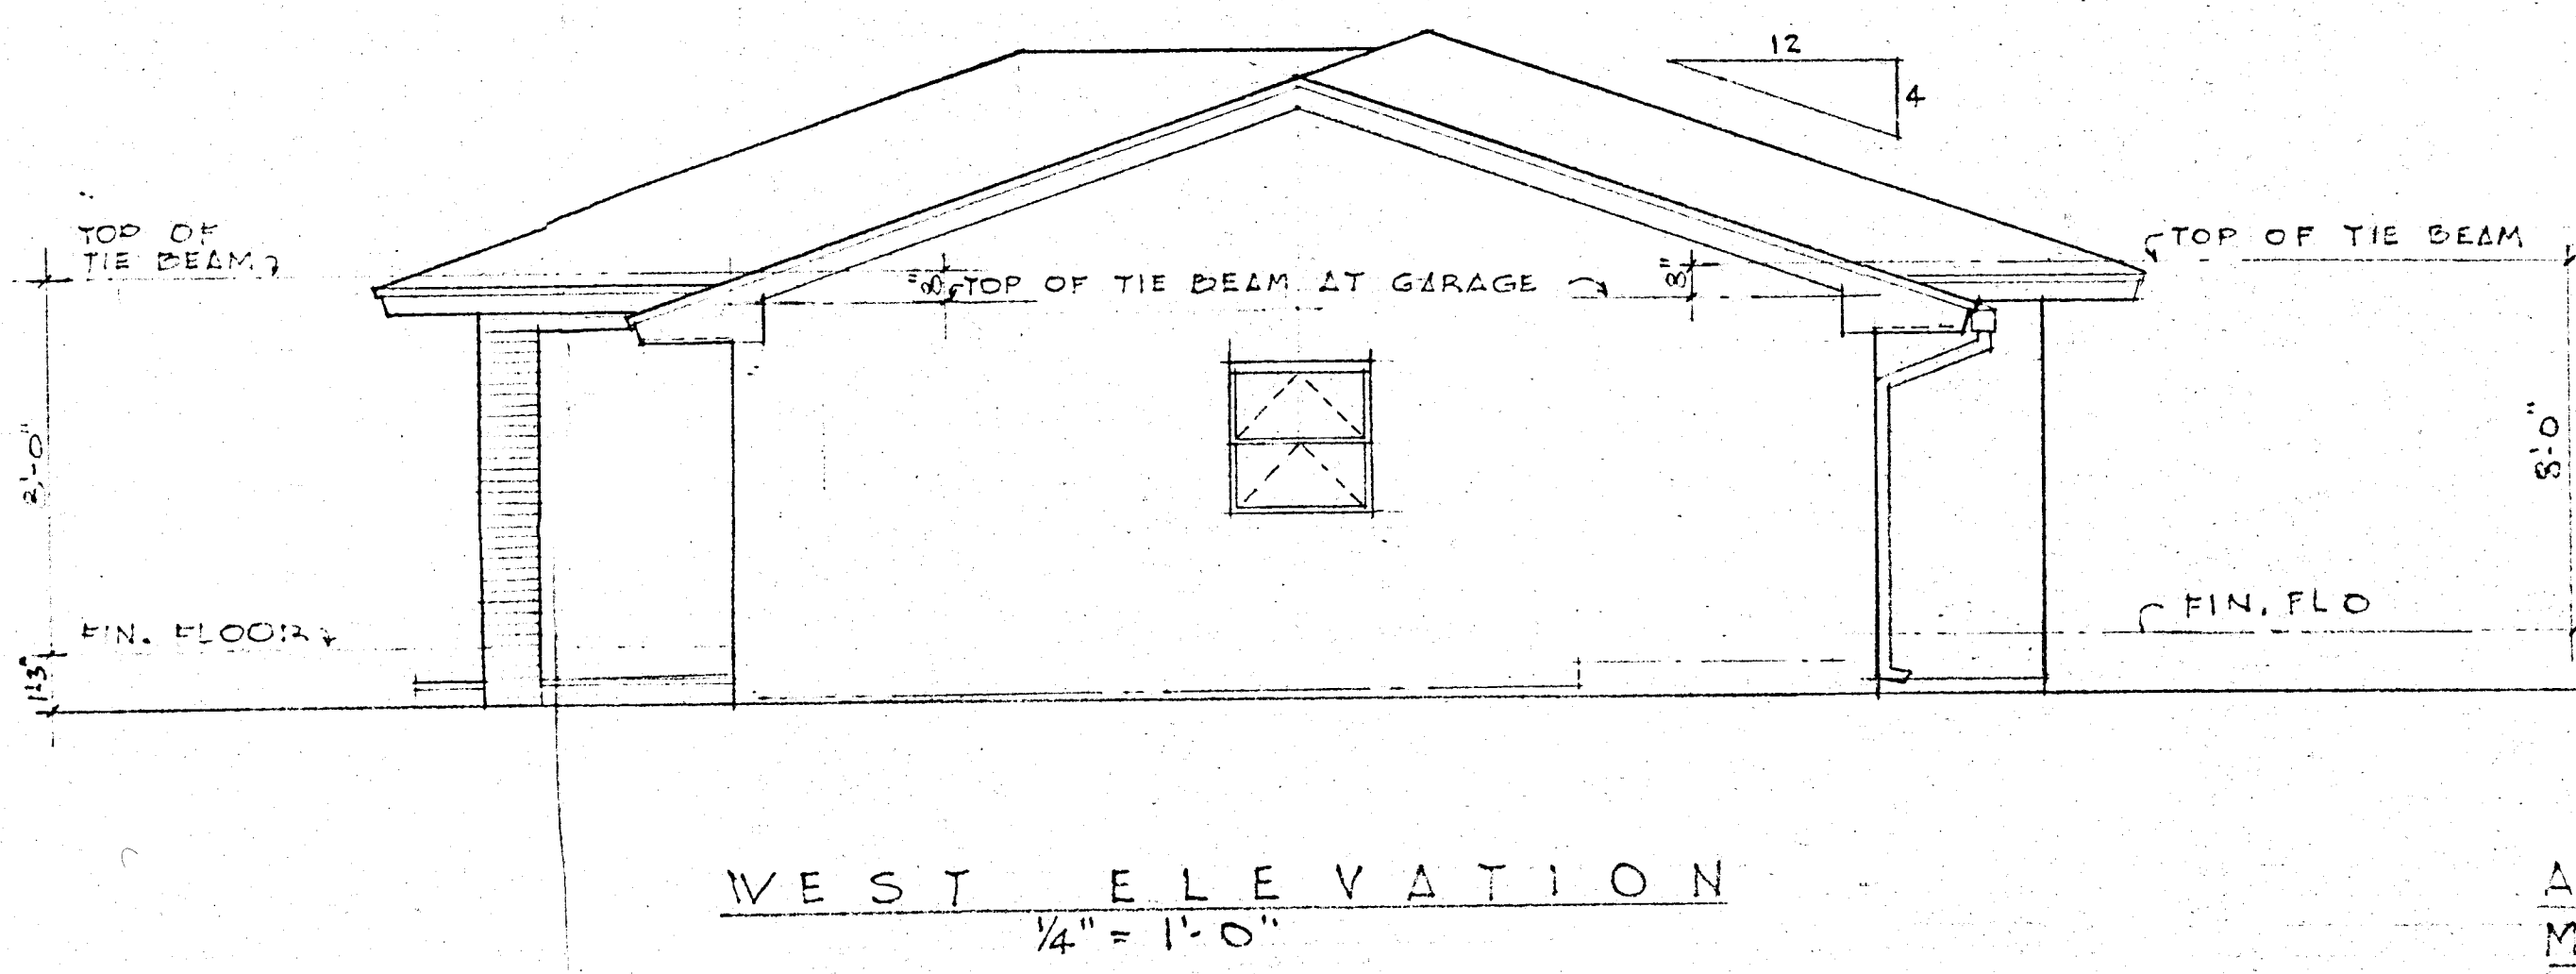 12
4
TOP OF
TIE BEAM
TOP OF TIE BEAM
8"
TOP OF TIE BEAM AT GARAGE
8"
8'-0"
8'-0"
FIN. FLOOR
FIN. FLO
1'3"
WEST ELEVATION
1/4" = 1'-0"
A
M